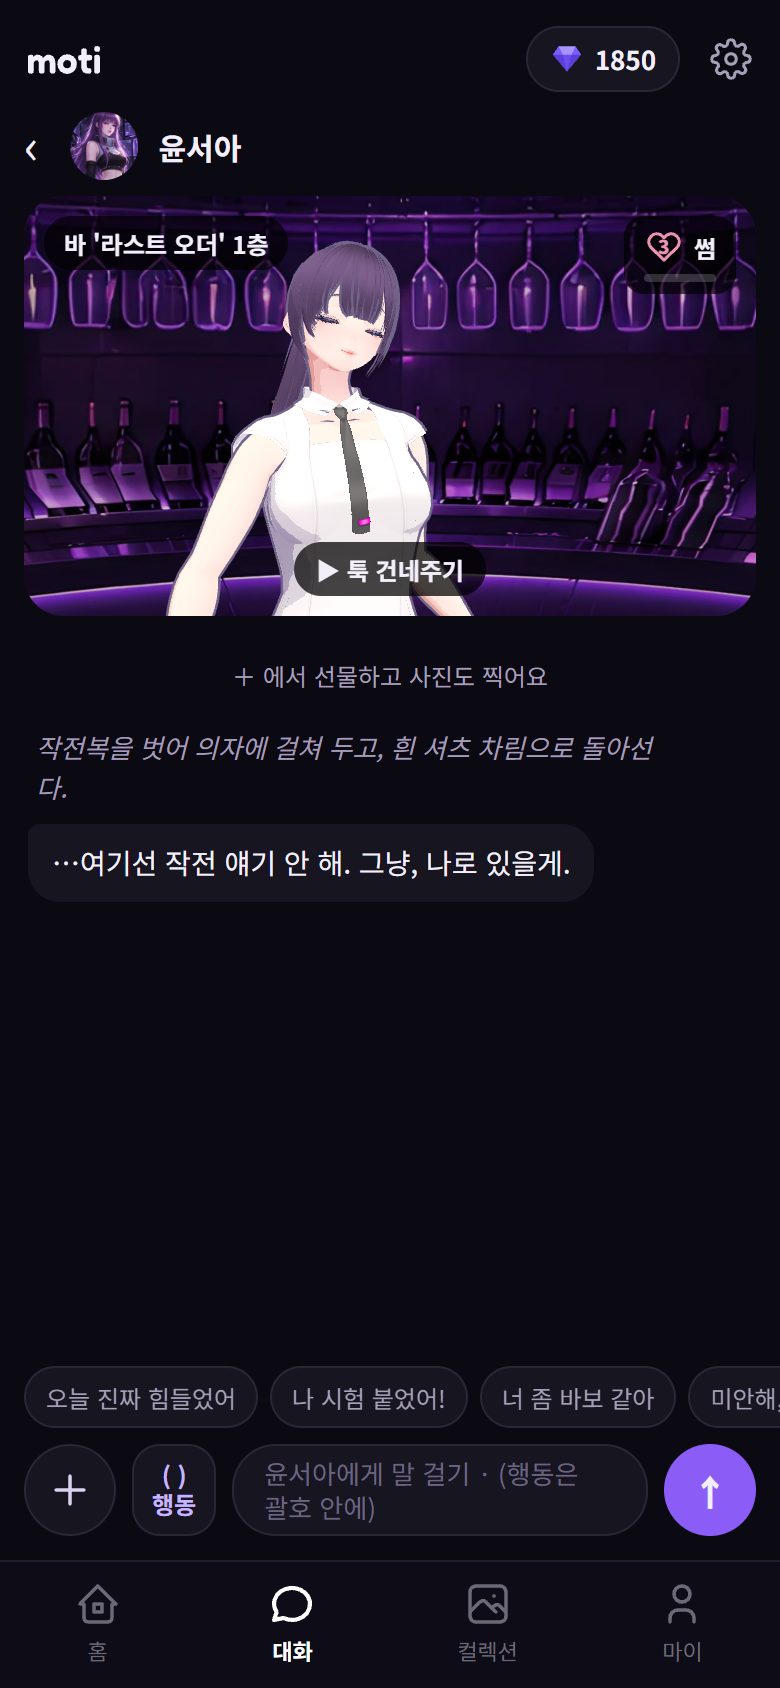 moti
1850
윤서아
바 '라스트 오더' 1층
3 썸
▶ 툭 건네주기
+ 에서 선물하고 사진도 찍어요
작전복을 벗어 의자에 걸쳐 두고, 흰 셔츠 차림으로 돌아선
다.
…여기선 작전 얘기 안 해. 그냥, 나로 있을게.
오늘 진짜 힘들었어
나 시험 붙었어!
너 좀 바보 같아
미안해,
( )
행동
윤서아에게 말 걸기 · (행동은
괄호 안에)
홈
대화
컬렉션
마이